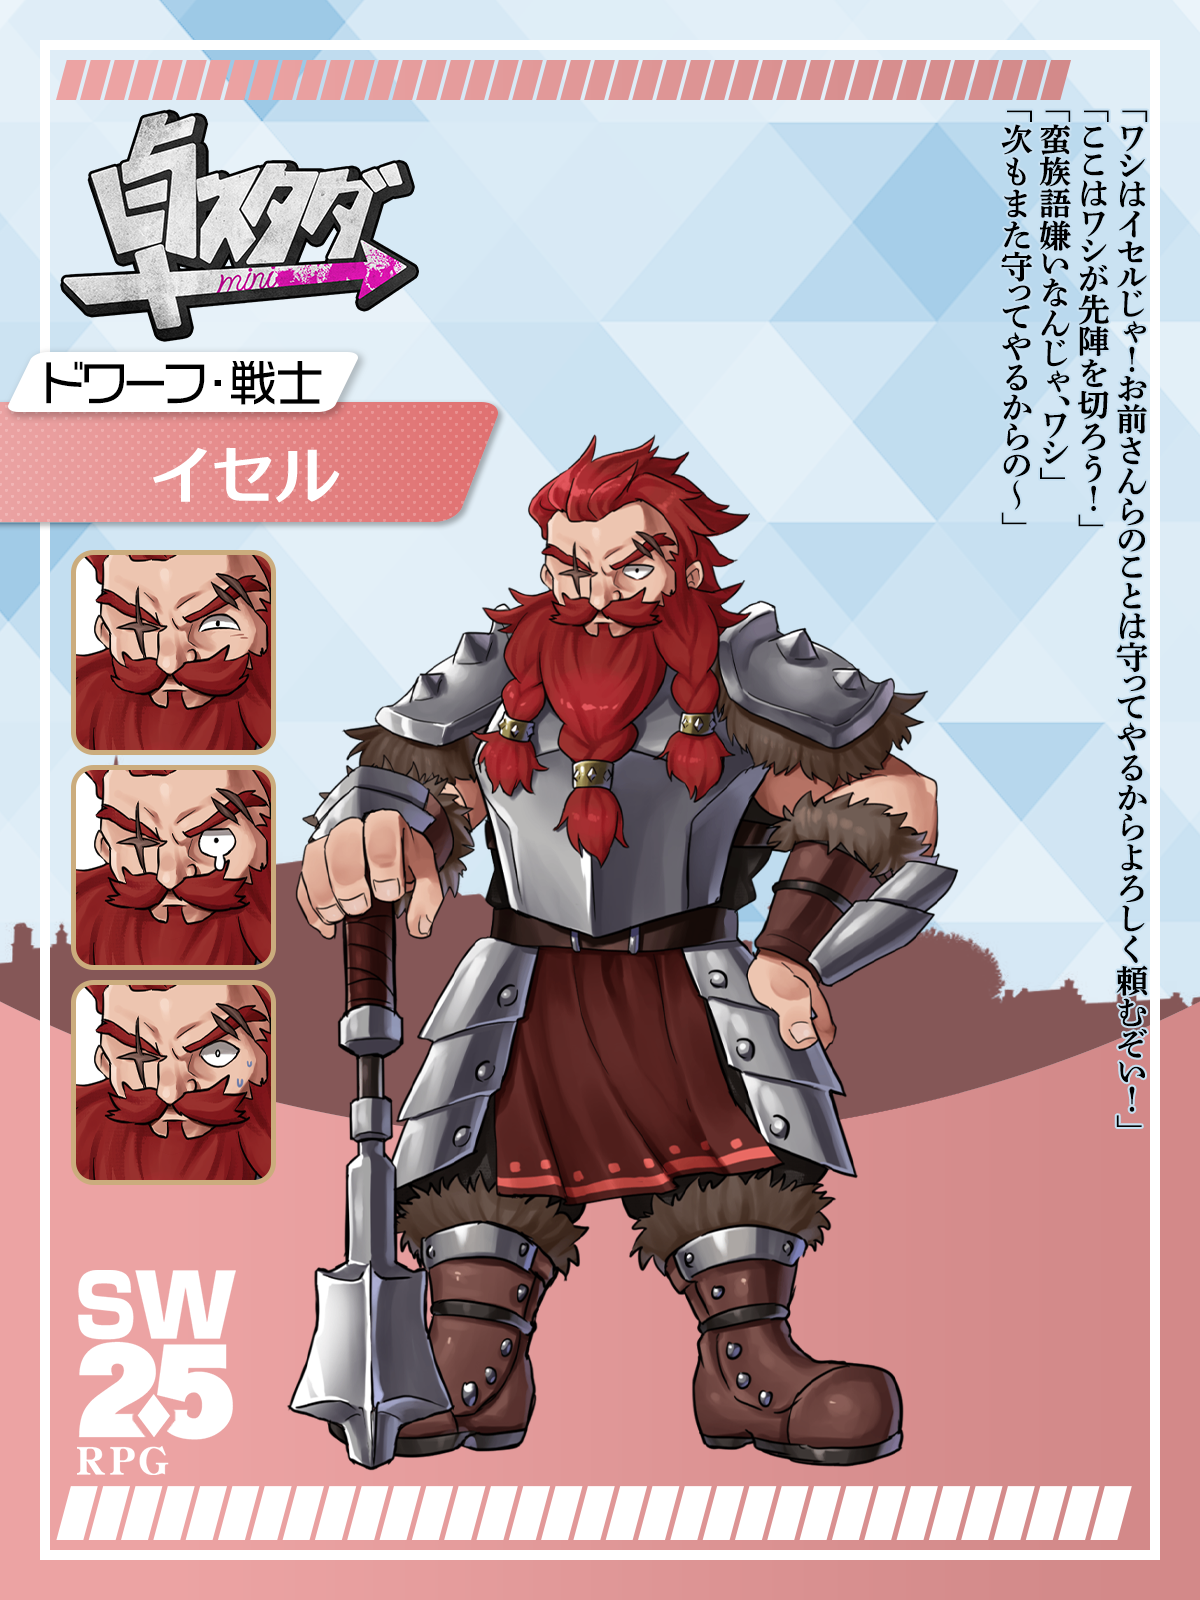 卓スタダ
mini
ドワーフ・戦士
イセル
「ワシはイセルじゃ！お前さんらのことは守ってやるからよろしく頼むぞい！」
「ここはワシが先陣を切ろう！」
「蛮族語嫌いなんじゃ、ワシ」
「次もまた守ってやるからの～」
SW
2.5
RPG